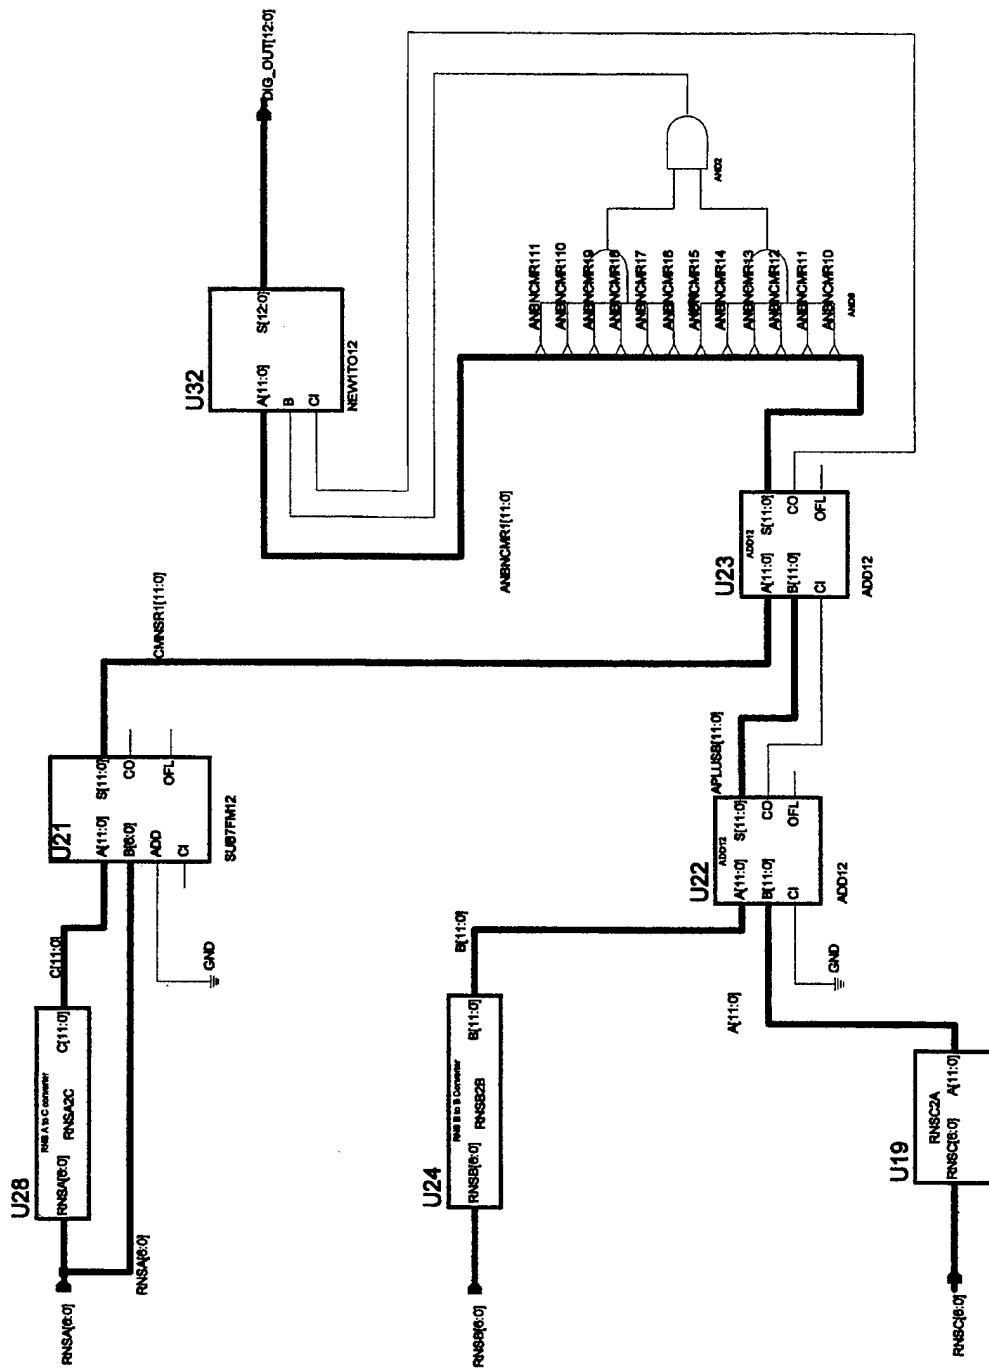 DIG_OUT[12:0]
U32
A[11:0]
S[12:0]
B
CI
NEW1TO12
AND2
ANBNCMR111
ANBNCMR110
ANBNCMR19
ANBNCMR18
ANBNCMR17
ANBNCMR16
ANBNCMR15
ANBNCMR14
ANBNCMR13
ANBNCMR12
ANBNCMR11
ANBNCMR10
AND6
ANBNCMR1[11:0]
CMNSR1[11:0]
U23
ADD12
A[11:0]
S[11:0]
B[11:0]
CO
CI
OFL
ADD12
U21
A[11:0]
S[11:0]
B[6:0]
CO
ADD
OFL
CI
SUB7FM12
GND
APLUSB[11:0]
U22
ADD12
A[11:0]
S[11:0]
B[11:0]
CO
CI
OFL
ADD12
GND
C[11:0]
U28
RNS A to C converter
RNSA[6:0]
RNSA2C
C[11:0]
RNSA[6:0]
RNSA[6:0]
B[11:0]
U24
RNS B to B Converter
RNSB[6:0]
RNSB2B
B[11:0]
RNSB[6:0]
A[11:0]
U19
RNSC2A
RNSC[6:0]
A[11:0]
RNSC[6:0]